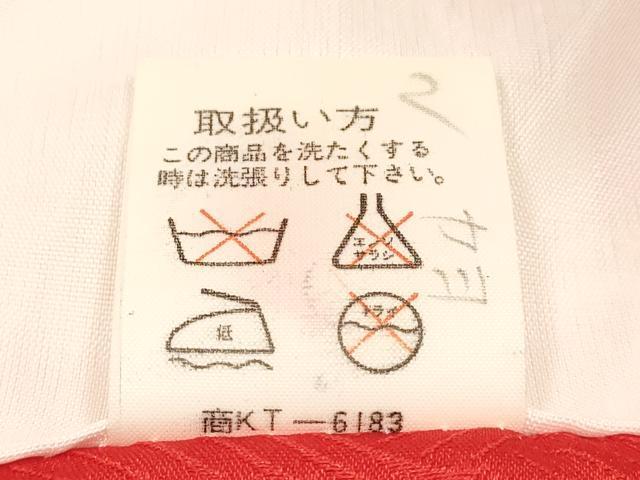 取扱い方
この商品を洗たくする
時は洗張りして下さい。
エンソ
サラシ
低
ドライ
商KT—6183